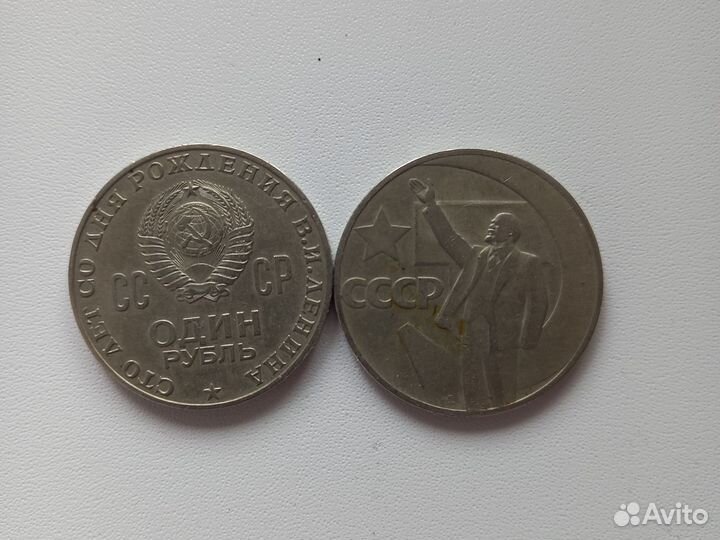 СТО ЛЕТ СО ДНЯ РОЖДЕНИЯ В.И.ЛЕНИНА
СС СР
ОДИН
РУБЛЬ
СССР
Avito